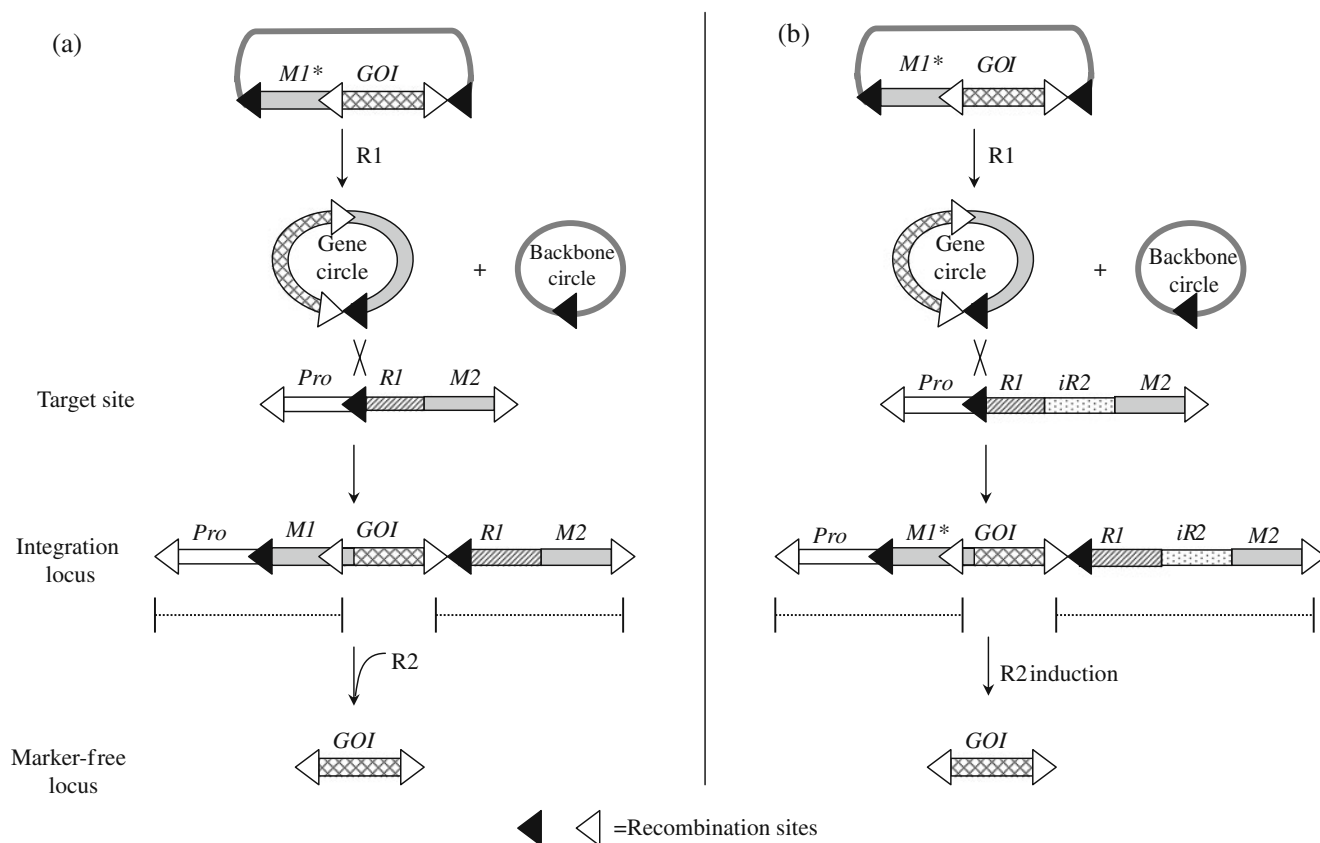 (a)
M1* GOI
R1
Gene
circle
+
Backbone
circle
Pro R1 M2
Target site
Pro M1 GOI R1 M2
Integration
locus
R2
GOI
Marker-free
locus
(b)
M1* GOI
R1
Gene
circle
+
Backbone
circle
Pro R1 iR2 M2
Pro M1* GOI R1 iR2 M2
R2 induction
GOI
=Recombination sites